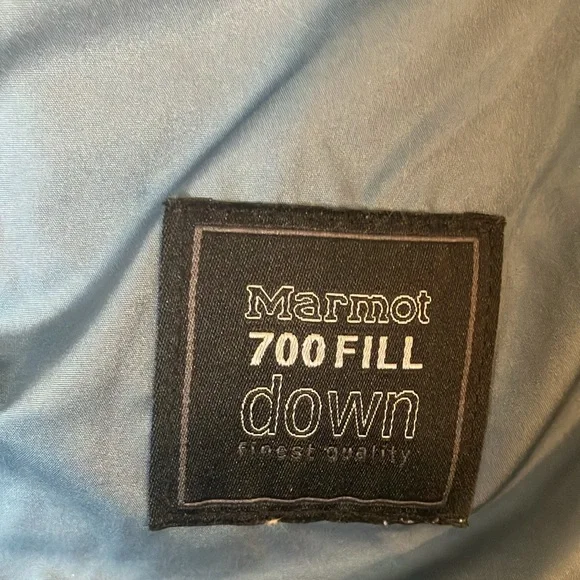 Marmot
700 FILL
down
finest quality